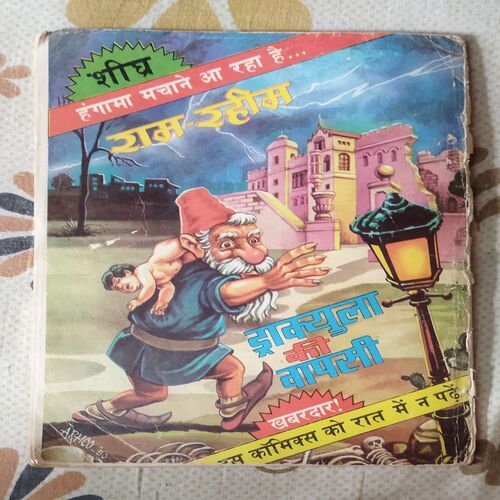 शीघ्र
हंगामा मचाने आ रहा है...
राम-रहीम
ड्राक्युला
की
वापसी
खबरदार!
इस कॉमिक्स को रात में न पढ़ें